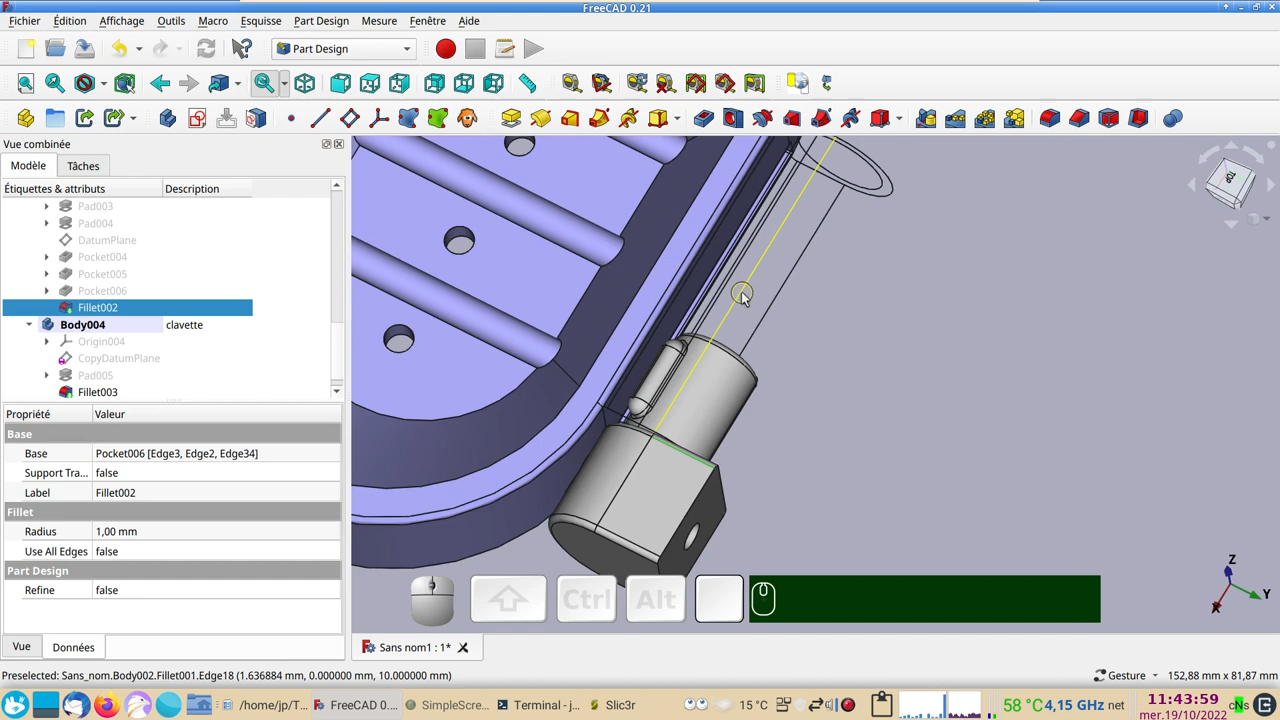 FreeCAD 0.21
Fichier Édition Affichage Outils Macro Esquisse Part Design Mesure Fenêtre Aide
Part Design
Vue combinée
Modèle Tâches
Étiquettes & attributs Description
Pad003
Pad004
DatumPlane
Pocket004
Pocket005
Pocket006
Fillet002
Body004 clavette
Origin004
CopyDatumPlane
Pad005
Fillet003
Propriété Valeur
Base
Base Pocket006 [Edge3, Edge2, Edge34]
Support Tra... false
Label Fillet002
Fillet
Radius 1,00 mm
Use All Edges false
Part Design
Refine false
Vue Données
Z
Y
X
Ctrl Alt
Sans nom1 : 1*
Preselected: Sans_nom.Body002.Fillet001.Edge18 (1.636884 mm, 0.000000 mm, 10.000000 mm) Gesture 152,88 mm x 81,87 mm
/home/jp/T... FreeCAD 0.... SimpleScre... Terminal - j... Slic3r 15 °C 58 °C 4,15 GHz net 11:43:59
mer.19/10/2022